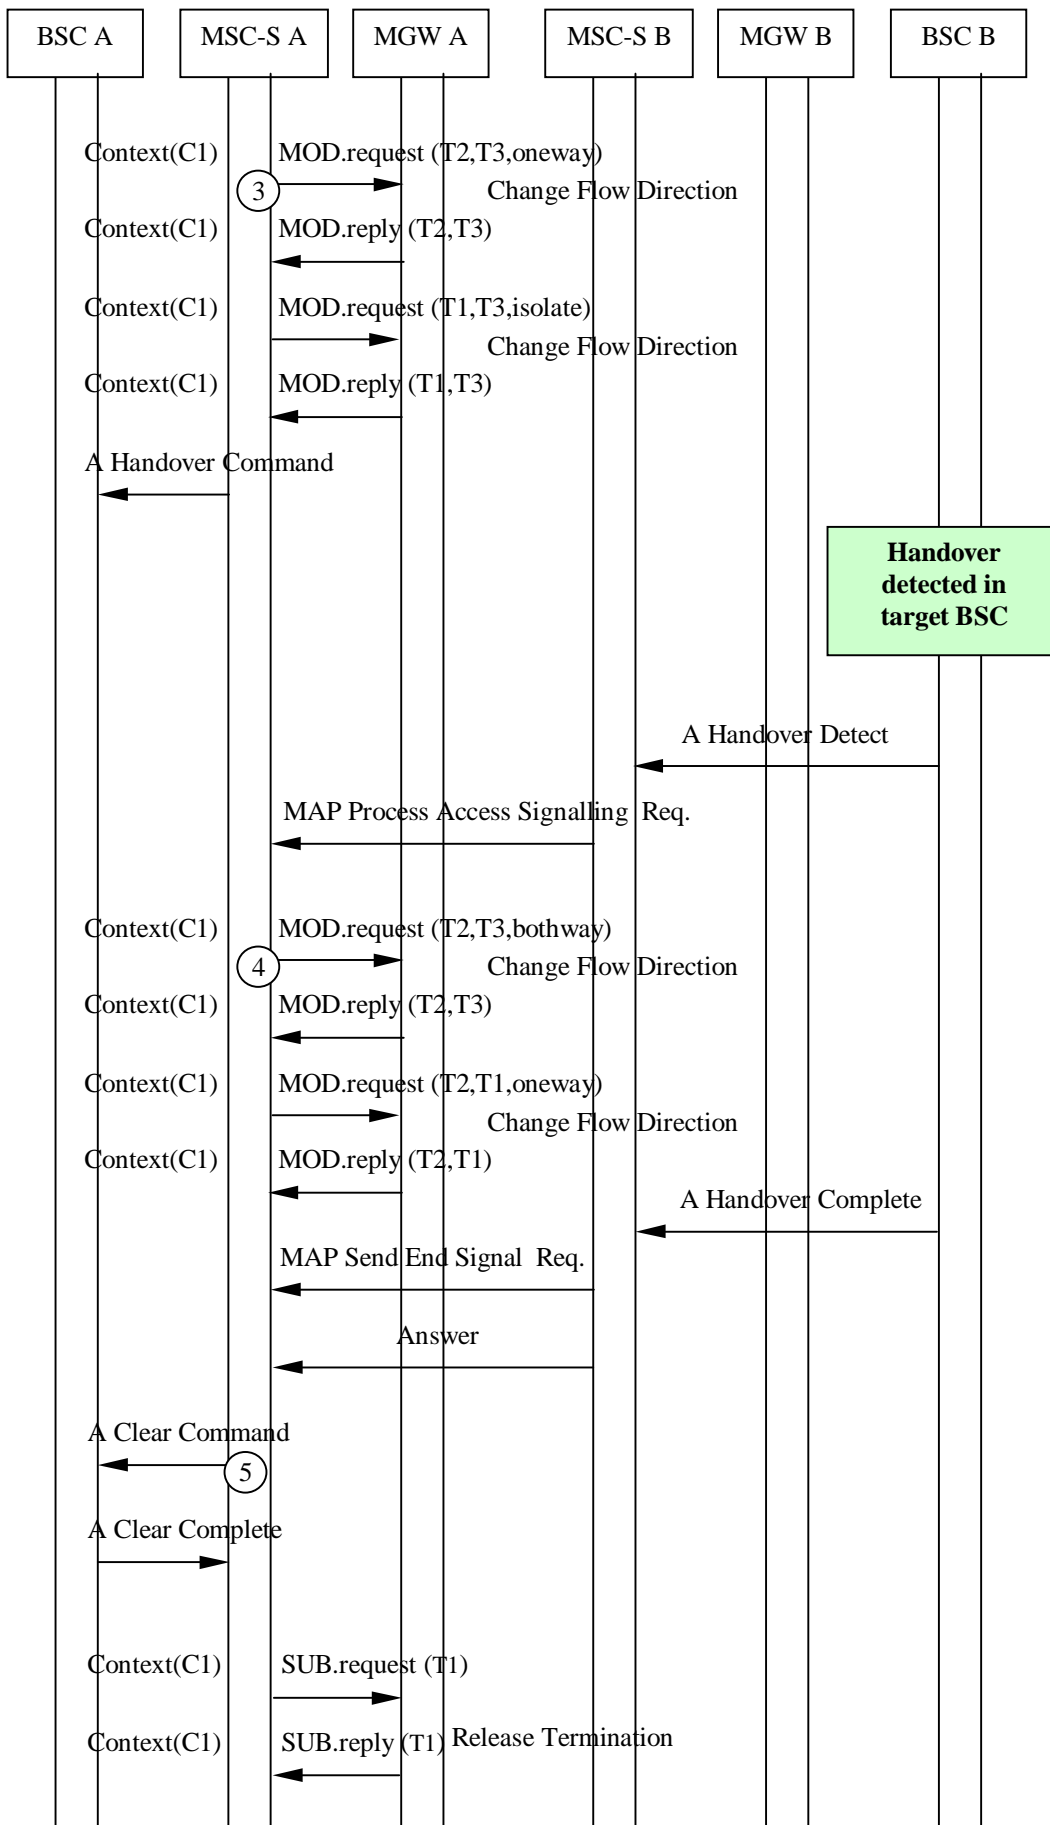 BSC A MSC-S A MGW A MSC-S B MGW B BSC B
Context(C1) MOD.request (T2,T3,oneway)
3 Change Flow Direction
Context(C1) MOD.reply (T2,T3)
Context(C1) MOD.request (T1,T3,isolate)
Change Flow Direction
Context(C1) MOD.reply (T1,T3)
A Handover Command
Handover
detected in
target BSC
A Handover Detect
MAP Process Access Signalling Req.
Context(C1) MOD.request (T2,T3,bothway)
4 Change Flow Direction
Context(C1) MOD.reply (T2,T3)
Context(C1) MOD.request (T2,T1,oneway)
Change Flow Direction
Context(C1) MOD.reply (T2,T1)
A Handover Complete
MAP Send End Signal Req.
Answer
A Clear Command
5
A Clear Complete
Context(C1) SUB.request (T1)
Context(C1) SUB.reply (T1) Release Termination